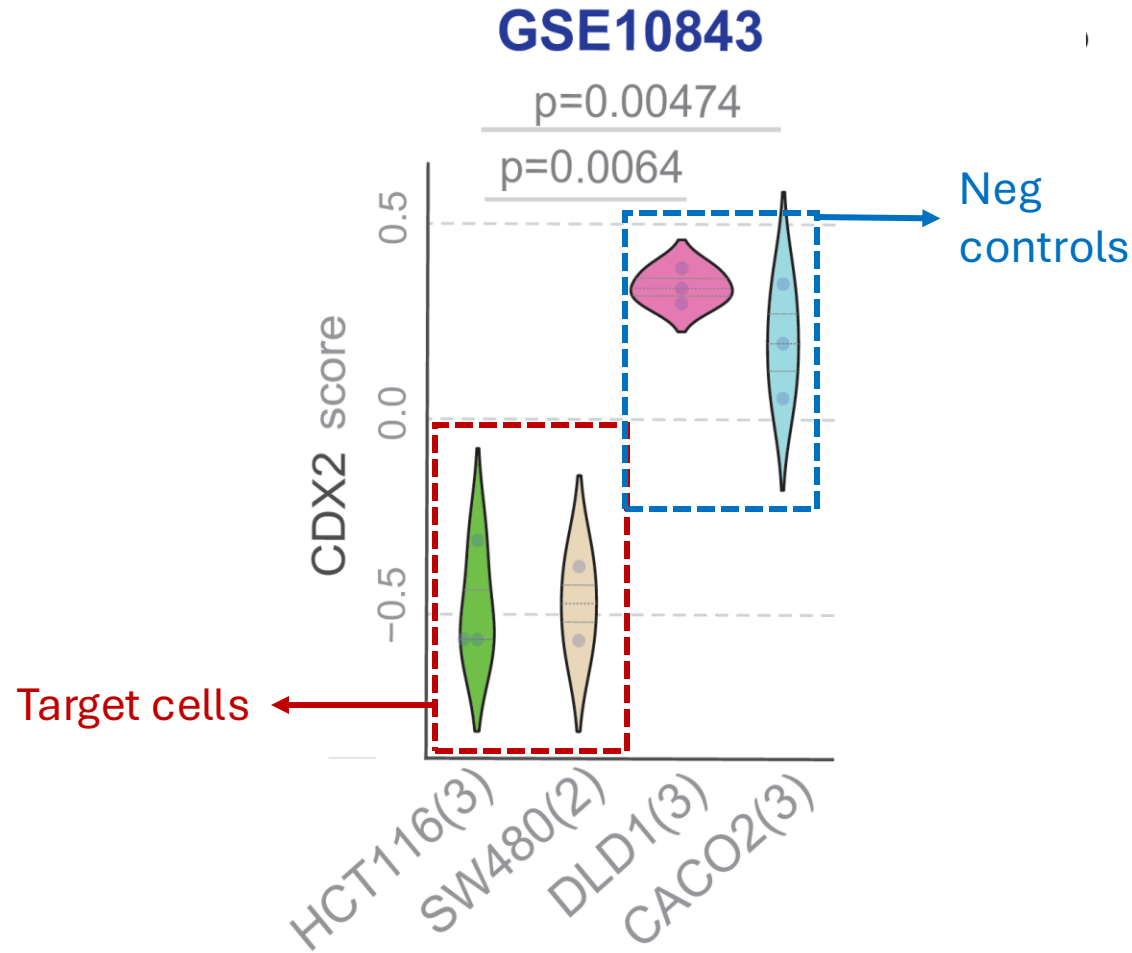 GSE10843
p=0.00474
p=0.0064
Neg
controls
0.5
0.0
−0.5
CDX2 score
Target cells
HCT116(3)
SW480(2)
DLD1(3)
CACO2(3)